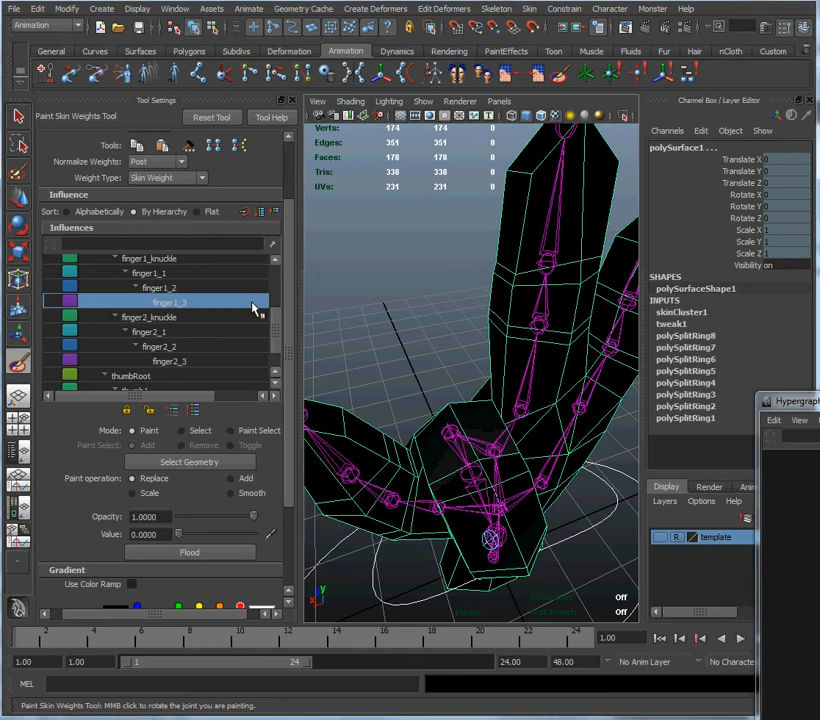 File Edit Modify Create Display Window Assets Animate Geometry Cache Create Deformers Edit Deformers Skeleton Skin Constrain Character Muscle Help
Animation
General Curves Surfaces Polygons Subdivs Deformation Animation Dynamics Rendering PaintEffects Toon Muscle Fluids Fur Hair nCloth Custom
Tool Settings
Paint Skin Weights Tool Reset Tool Tool Help
Tools:
Normalize Weights: Post
Weight Type: Skin Weight
Influence
Sort: Alphabetically By Hierarchy Flat
Influences
finger1_knuckle
finger1_1
finger1_2
finger1_3
finger2_knuckle
finger2_1
finger2_2
finger2_3
thumbRoot
Mode: Paint Select Paint Select
Paint Select: Add Remove Toggle
Select Geometry
Paint operation: Replace Add
Scale Smooth
Opacity: 1.0000
Value: 0.0000
Flood
Gradient
Use Color Ramp
View Shading Lighting Show Renderer Panels
Verts: 174 174 0
Edges: 351 351 0
Faces: 178 178 0
Tris: 338 338 0
UVs: 231 231 0
persp
Off
Soft Select: Off
y
x
Channel Box / Layer Editor
Channels Edit Object Show
polySurface1 . . .
Translate X 0
Translate Y 0
Translate Z 0
Rotate X 0
Rotate Y 0
Rotate Z 0
Scale X 1
Scale Y 1
Scale Z 1
Visibility on
SHAPES
polySurfaceShape1
INPUTS
skinCluster1
tweak1
polySplitRing8
polySplitRing7
polySplitRing6
polySplitRing5
polySplitRing4
polySplitRing3
polySplitRing2
polySplitRing1
Hypergraph
Edit View
Display Render Anim
Layers Options Help
R template
2 4 6 8 10 12 14 16 18 20 22 24 1.00
1.00 1.00 1 24 24.00 48.00 No Anim Layer No Characte
MEL
Paint Skin Weights Tool: MMB click to rotate the joint you are painting.